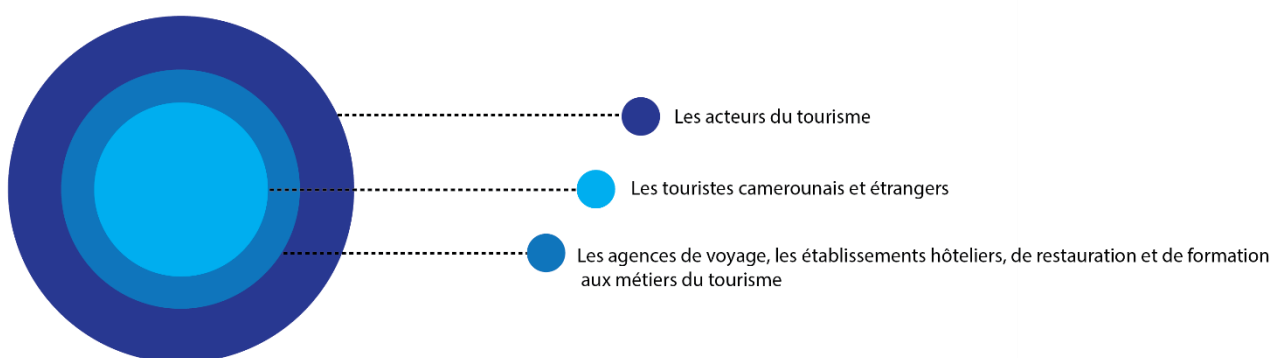 Les acteurs du tourisme
Les touristes camerounais et étrangers
Les agences de voyage, les établissements hôteliers, de restauration et de formation
aux métiers du tourisme